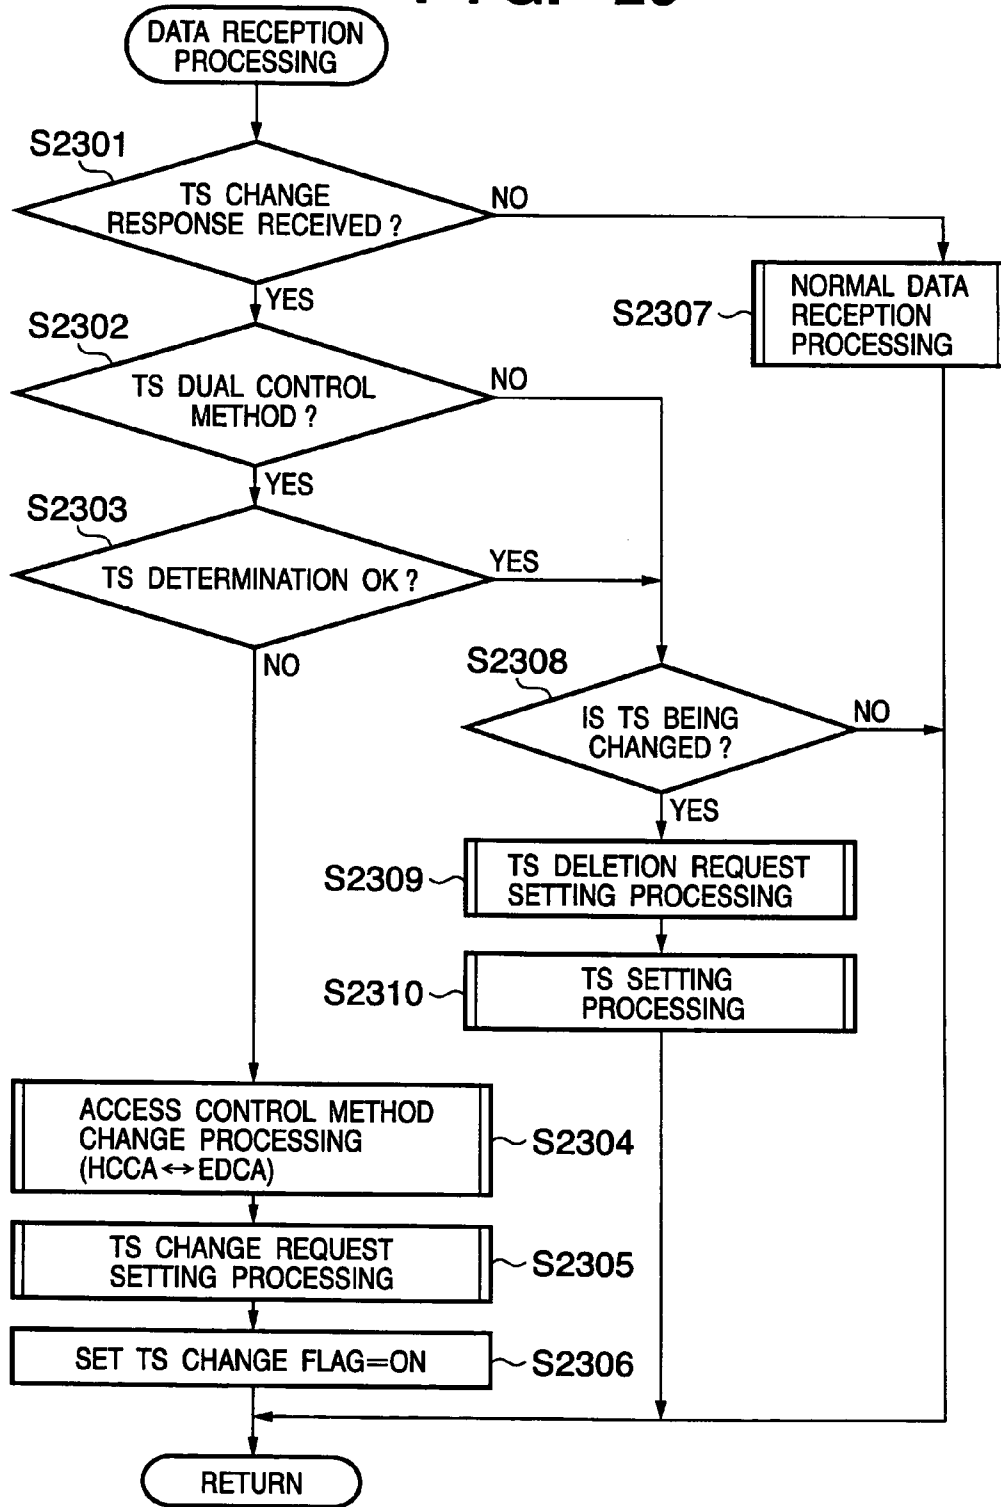 DATA RECEPTION
PROCESSING
S2301
TS CHANGE
RESPONSE RECEIVED ?
NO
YES
S2307
NORMAL DATA
RECEPTION
PROCESSING
S2302
TS DUAL CONTROL
METHOD ?
NO
YES
S2303
TS DETERMINATION OK ?
YES
NO
S2308
IS TS BEING
CHANGED ?
NO
YES
S2309
TS DELETION REQUEST
SETTING PROCESSING
S2310
TS SETTING
PROCESSING
ACCESS CONTROL METHOD
CHANGE PROCESSING
(HCCA↔EDCA)
S2304
TS CHANGE REQUEST
SETTING PROCESSING
S2305
SET TS CHANGE FLAG=ON
S2306
RETURN